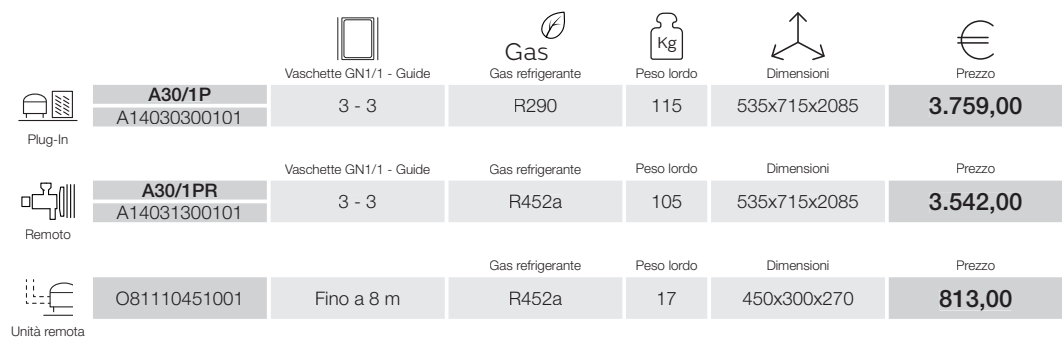 Gas
Kg
Vaschette GN1/1 - Guide Gas refrigerante Peso lordo Dimensioni Prezzo
A30/1P
A14030300101
3 - 3 R290 115 535x715x2085 3.759,00
Plug-In
Vaschette GN1/1 - Guide Gas refrigerante Peso lordo Dimensioni Prezzo
A30/1PR
A14031300101
3 - 3 R452a 105 535x715x2085 3.542,00
Remoto
Gas refrigerante Peso lordo Dimensioni Prezzo
O81110451001 Fino a 8 m R452a 17 450x300x270 813,00
Unità remota